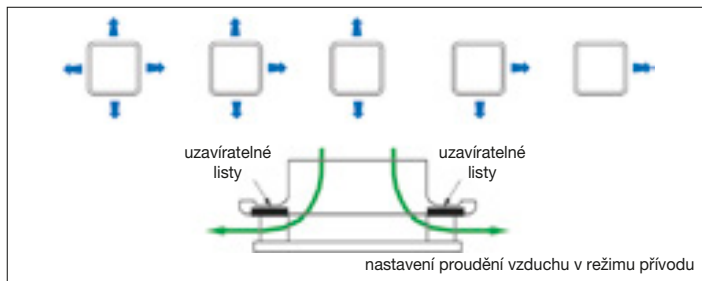 uzavíratelné
listy
uzavíratelné
listy
nastavení proudění vzduchu v režimu přívodu